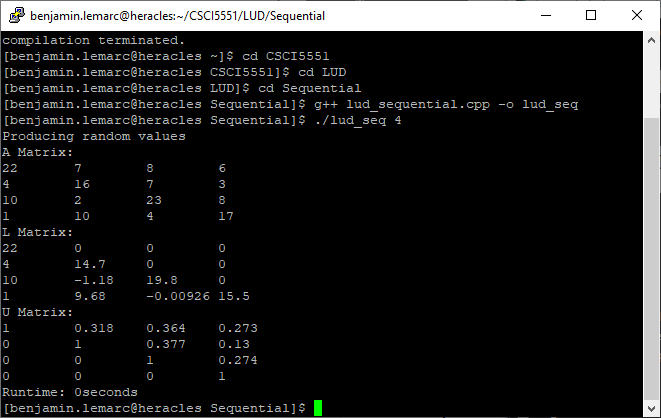 benjamin.lemarc@heracles:~/CSCI5551/LUD/Sequential
compilation terminated.
[benjamin.lemarc@heracles ~]$ cd CSCI5551
[benjamin.lemarc@heracles CSCI5551]$ cd LUD
[benjamin.lemarc@heracles LUD]$ cd Sequential
[benjamin.lemarc@heracles Sequential]$ g++ lud_sequential.cpp -o lud_seq
[benjamin.lemarc@heracles Sequential]$ ./lud_seq 4
Producing random values
A Matrix:
22 7 8 6
4 16 7 3
10 2 23 8
1 10 4 17
L Matrix:
22 0 0 0
4 14.7 0 0
10 -1.18 19.8 0
1 9.68 -0.00926 15.5
U Matrix:
1 0.318 0.364 0.273
0 1 0.377 0.13
0 0 1 0.274
0 0 0 1
Runtime: 0seconds
[benjamin.lemarc@heracles Sequential]$